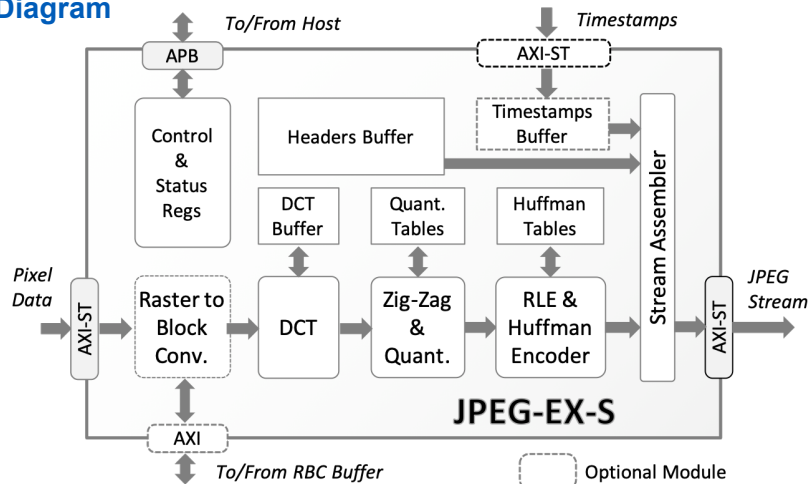 Diagram
To/From Host
Timestamps
APB
AXI-ST
Control
&
Status
Regs
Headers Buffer
Timestamps
Buffer
DCT
Buffer
Quant.
Tables
Huffman
Tables
Stream Assembler
Pixel
Data
AXI-ST
Raster to
Block
Conv.
DCT
Zig-Zag
&
Quant.
RLE &
Huffman
Encoder
AXI-ST
JPEG
Stream
JPEG-EX-S
AXI
To/From RBC Buffer
Optional Module